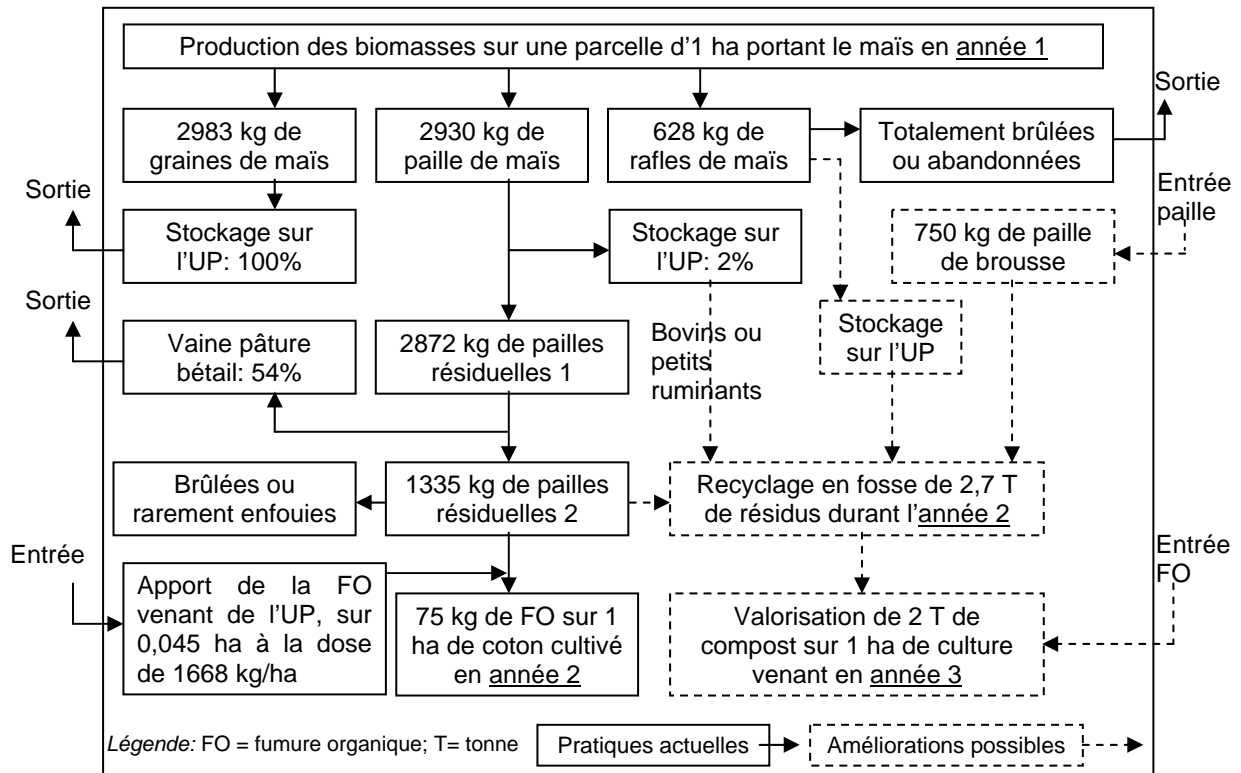 Production des biomasses sur une parcelle d'1 ha portant le maïs en année 1
Sortie
2983 kg de
graines de maïs
2930 kg de
paille de maïs
628 kg de
rafles de maïs
Totalement brûlées
ou abandonnées
Sortie
Entrée
paille
Stockage sur
l'UP: 100%
Stockage sur
l'UP: 2%
750 kg de paille
de brousse
Sortie
Vaine pâture
bétail: 54%
2872 kg de pailles
résiduelles 1
Bovins ou
petits
ruminants
Stockage
sur l'UP
Brûlées ou
rarement enfouies
1335 kg de pailles
résiduelles 2
Recyclage en fosse de 2,7 T
de résidus durant l'année 2
Entrée
Entrée
FO
Apport de la FO
venant de l'UP, sur
0,045 ha à la dose
de 1668 kg/ha
75 kg de FO sur 1
ha de coton cultivé
en année 2
Valorisation de 2 T de
compost sur 1 ha de culture
venant en année 3
Légende: FO = fumure organique; T= tonne
Pratiques actuelles
Améliorations possibles